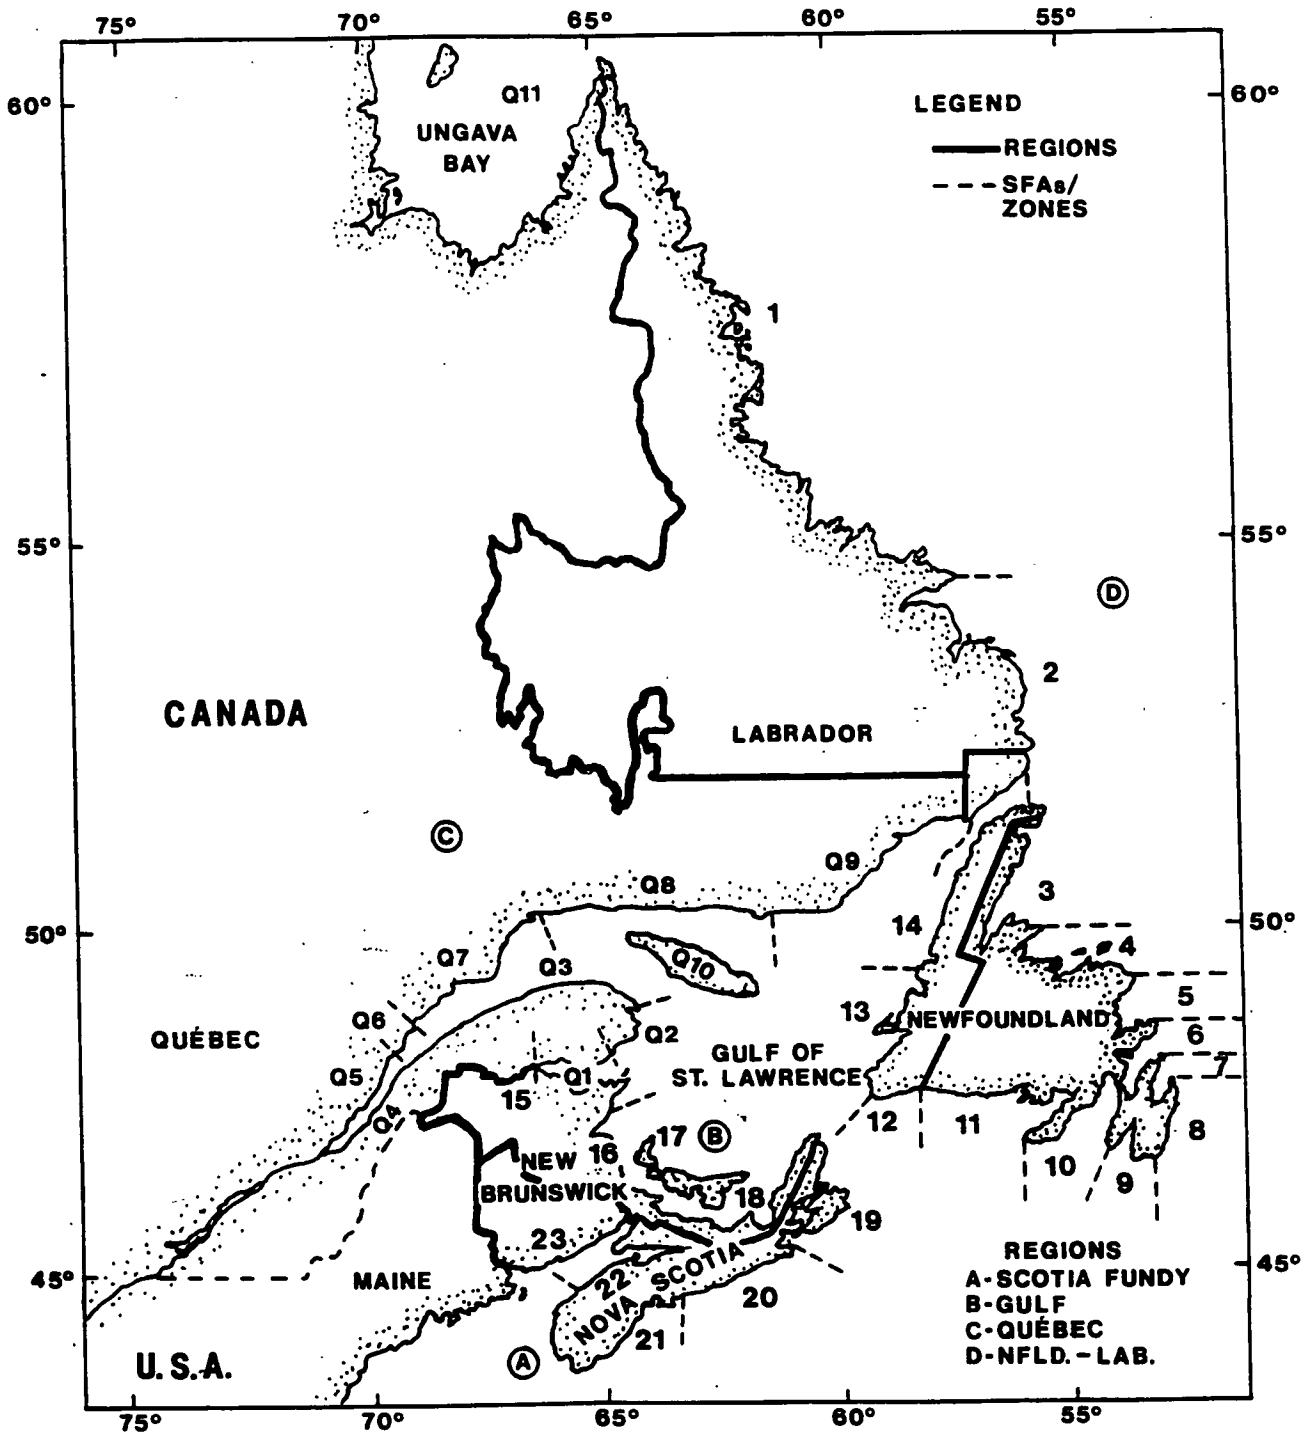 75° 70° 65° 60° 55°
60° 60°
Q11
LEGEND
UNGAVA
BAY
REGIONS
SFAs/
ZONES
1
55° 55°
D
2
CANADA
LABRADOR
C
Q9
Q8
3
14
50° 50°
4
Q7
Q3
Q10
5
Q6
13
NEWFOUNDLAND
Q2
6
QUÉBEC
GULF OF
ST. LAWRENCE
7
Q5
Q1
15
Q4
12
11
8
17
B
16
10
9
NEW
BRUNSWICK
18
19
23
REGIONS
45° 45°
MAINE
22
NOVA SCOTIA
20
A-SCOTIA FUNDY
B-GULF
C-QUÉBEC
D-NFLD.-LAB.
21
A
U.S.A.
75° 70° 65° 60° 55°